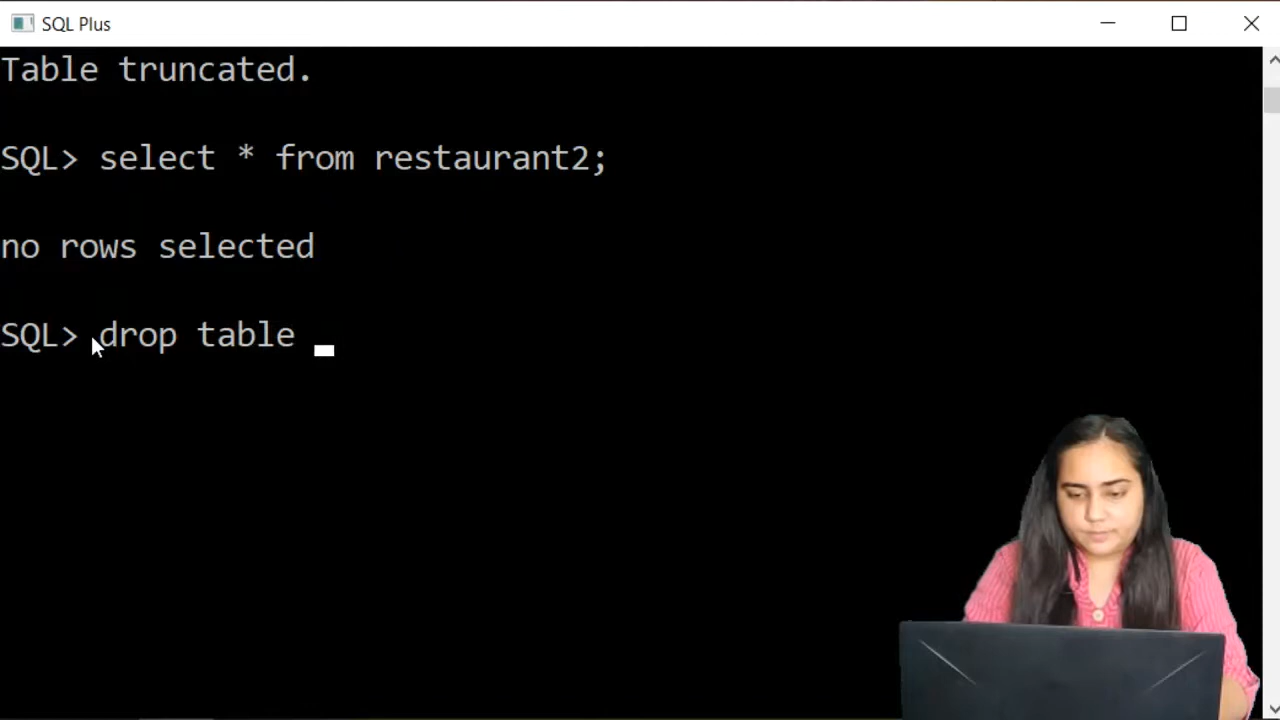 SQL Plus
Table truncated.
SQL> select * from restaurant2;
no rows selected
SQL> drop table